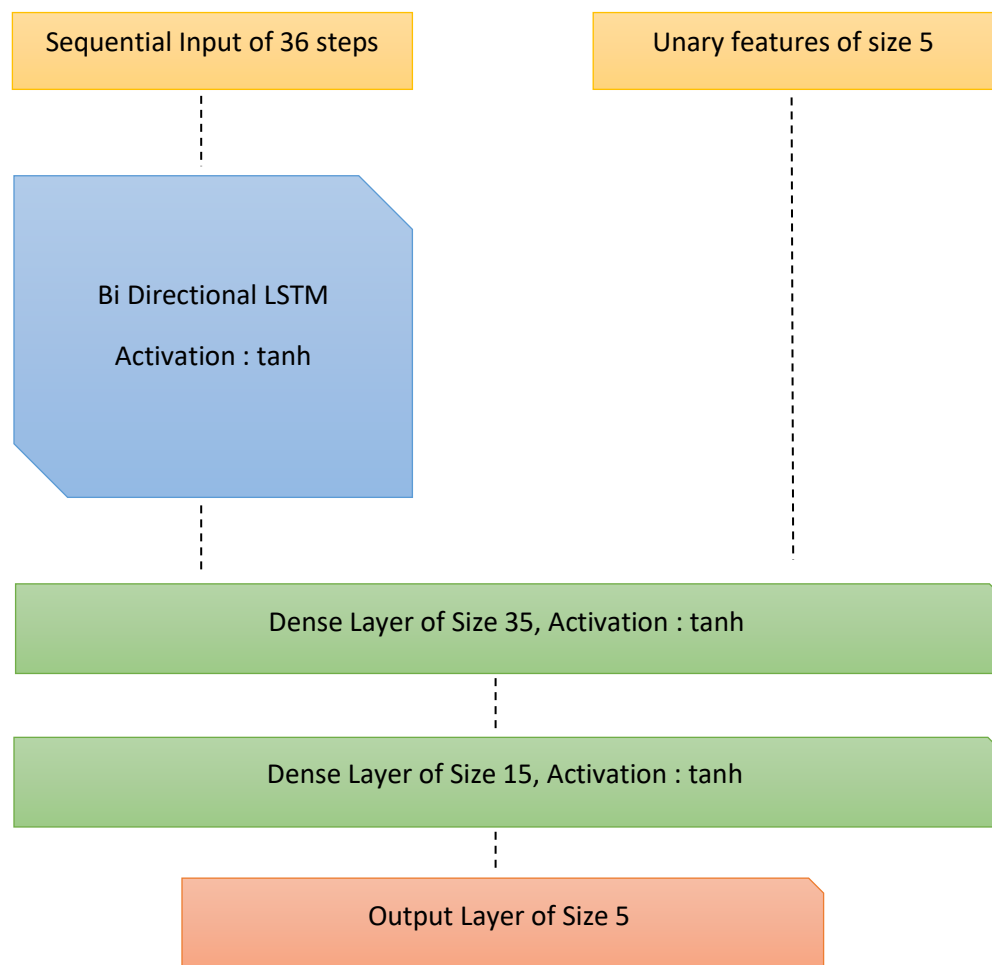 Sequential Input of 36 steps
Unary features of size 5
Bi Directional LSTM
Activation : tanh
Dense Layer of Size 35, Activation : tanh
Dense Layer of Size 15, Activation : tanh
Output Layer of Size 5